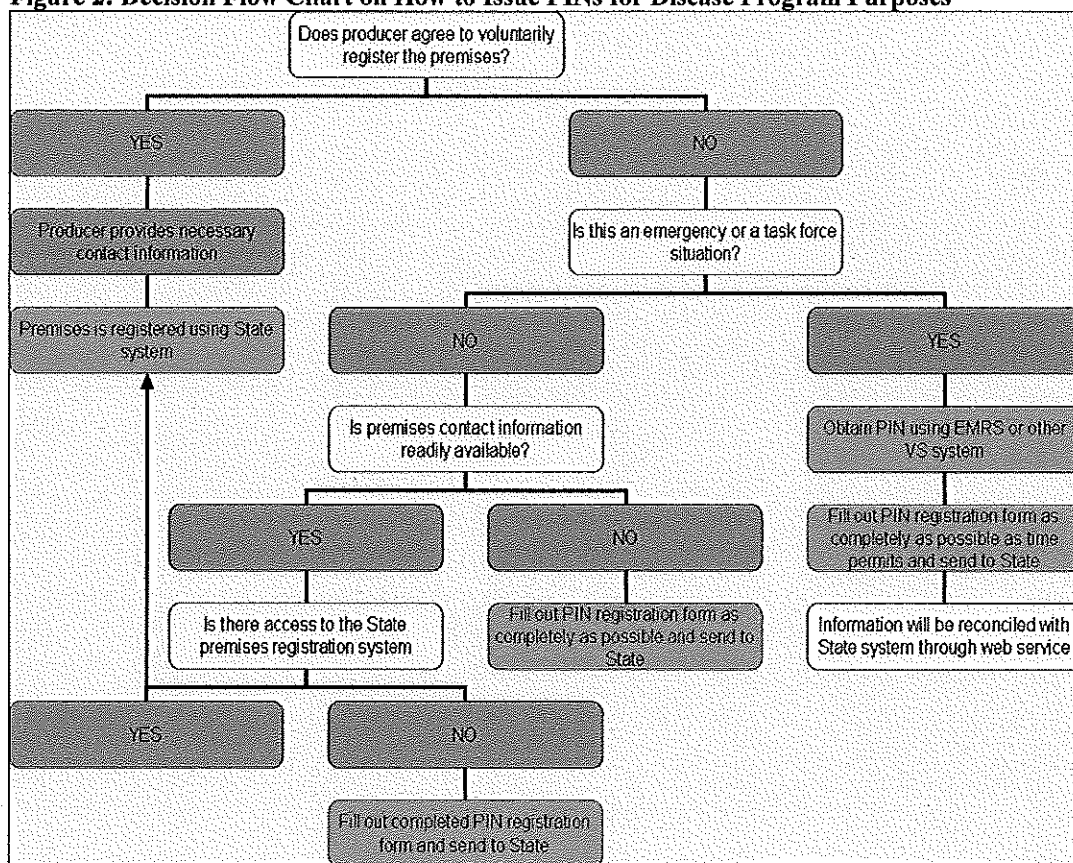 Figure 2: Decision Flow Chart on How to Issue PINs for Disease Program Purposes
Does producer agree to voluntarily
register the premises?
YES
NO
Producer provides necessary
contact information
Is this an emergency or a task force
situation?
Premises is registered using State
system
NO
YES
Is premises contact information
readily available?
Obtain PIN using EMRS or other
VS system
YES
NO
Fill out PIN registration form as
completely as possible as time
permits and send to State
Is there access to the State
premises registration system
Fill out PIN registration form as
completely as possible and send to
State
Information will be reconciled with
State system through web service
YES
NO
Fill out completed PIN registration
form and send to State